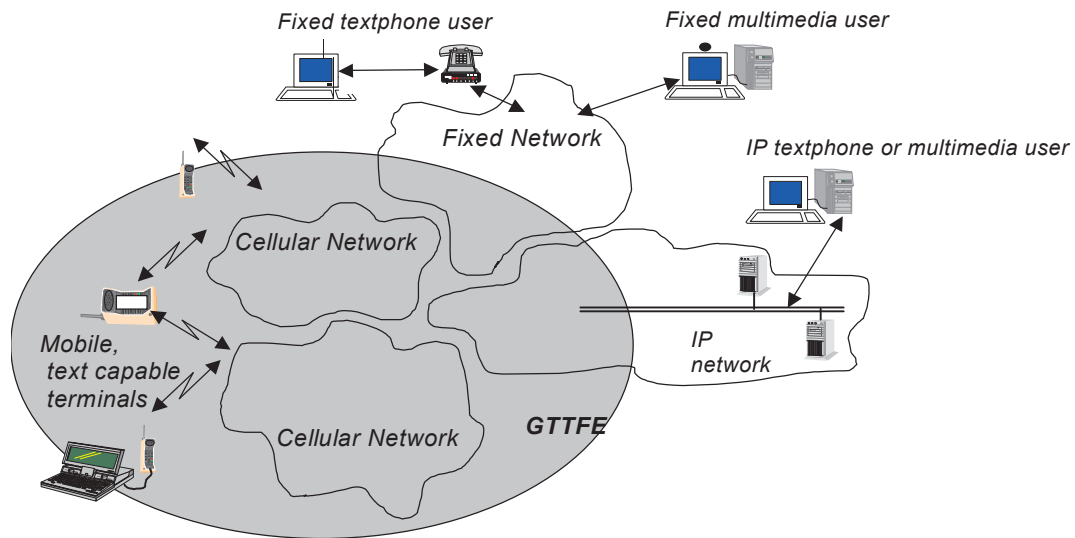 Fixed textphone user
Fixed multimedia user
Fixed Network
IP textphone or multimedia user
Cellular Network
Mobile,
text capable
terminals
IP
network
GTTFE
Cellular Network